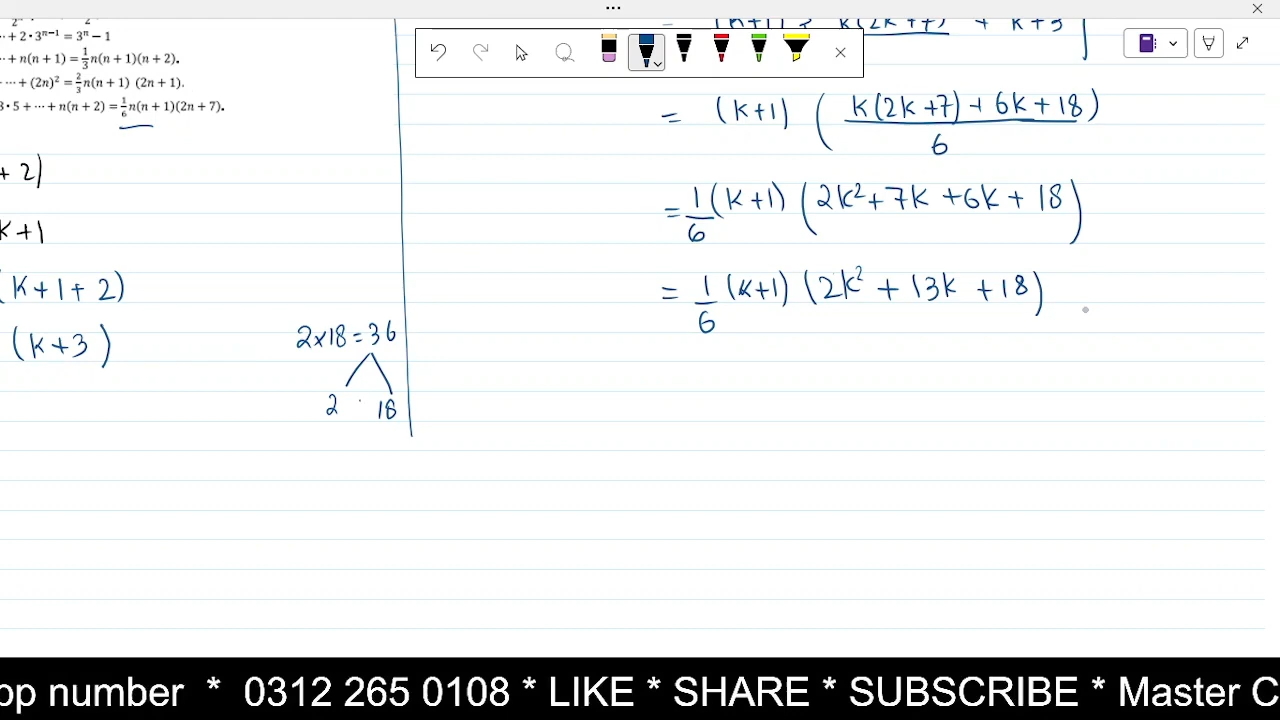 ·· + 2 · 3ⁿ⁻¹ = 3ⁿ − 1
·· + n(n + 1) = 1/3 n(n + 1)(n + 2).
··· + (2n)² = 2/3 n(n + 1) (2n + 1).
3 • 5 + ··· + n(n + 2) = 1/6 n(n + 1)(2n + 7).
+ 2)
K+1
(K+1+2)
(K+3)
2×18=36
2 · 18
= (K+1) ( K(2K+7) + 6K+18 )
6
= 1/6 (K+1) (2K²+7K+6K+18)
= 1/6 (K+1) (2K² + 13K +18)
pp number * 0312 265 0108 * LIKE * SHARE * SUBSCRIBE * Master C